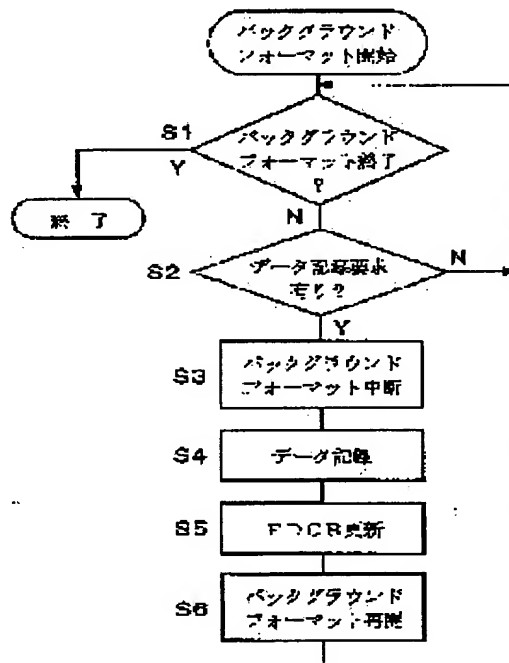 バックグラウンド
フォーマット開始
S1
バックグラウンド
フォーマット終了
?
Y
終 了
N
S2
データ記録要求
有り?
N
Y
S3
バックグラウンド
フォーマット中断
S4
データ記録
S5
FDCB更新
S6
バックグラウンド
フォーマット再開